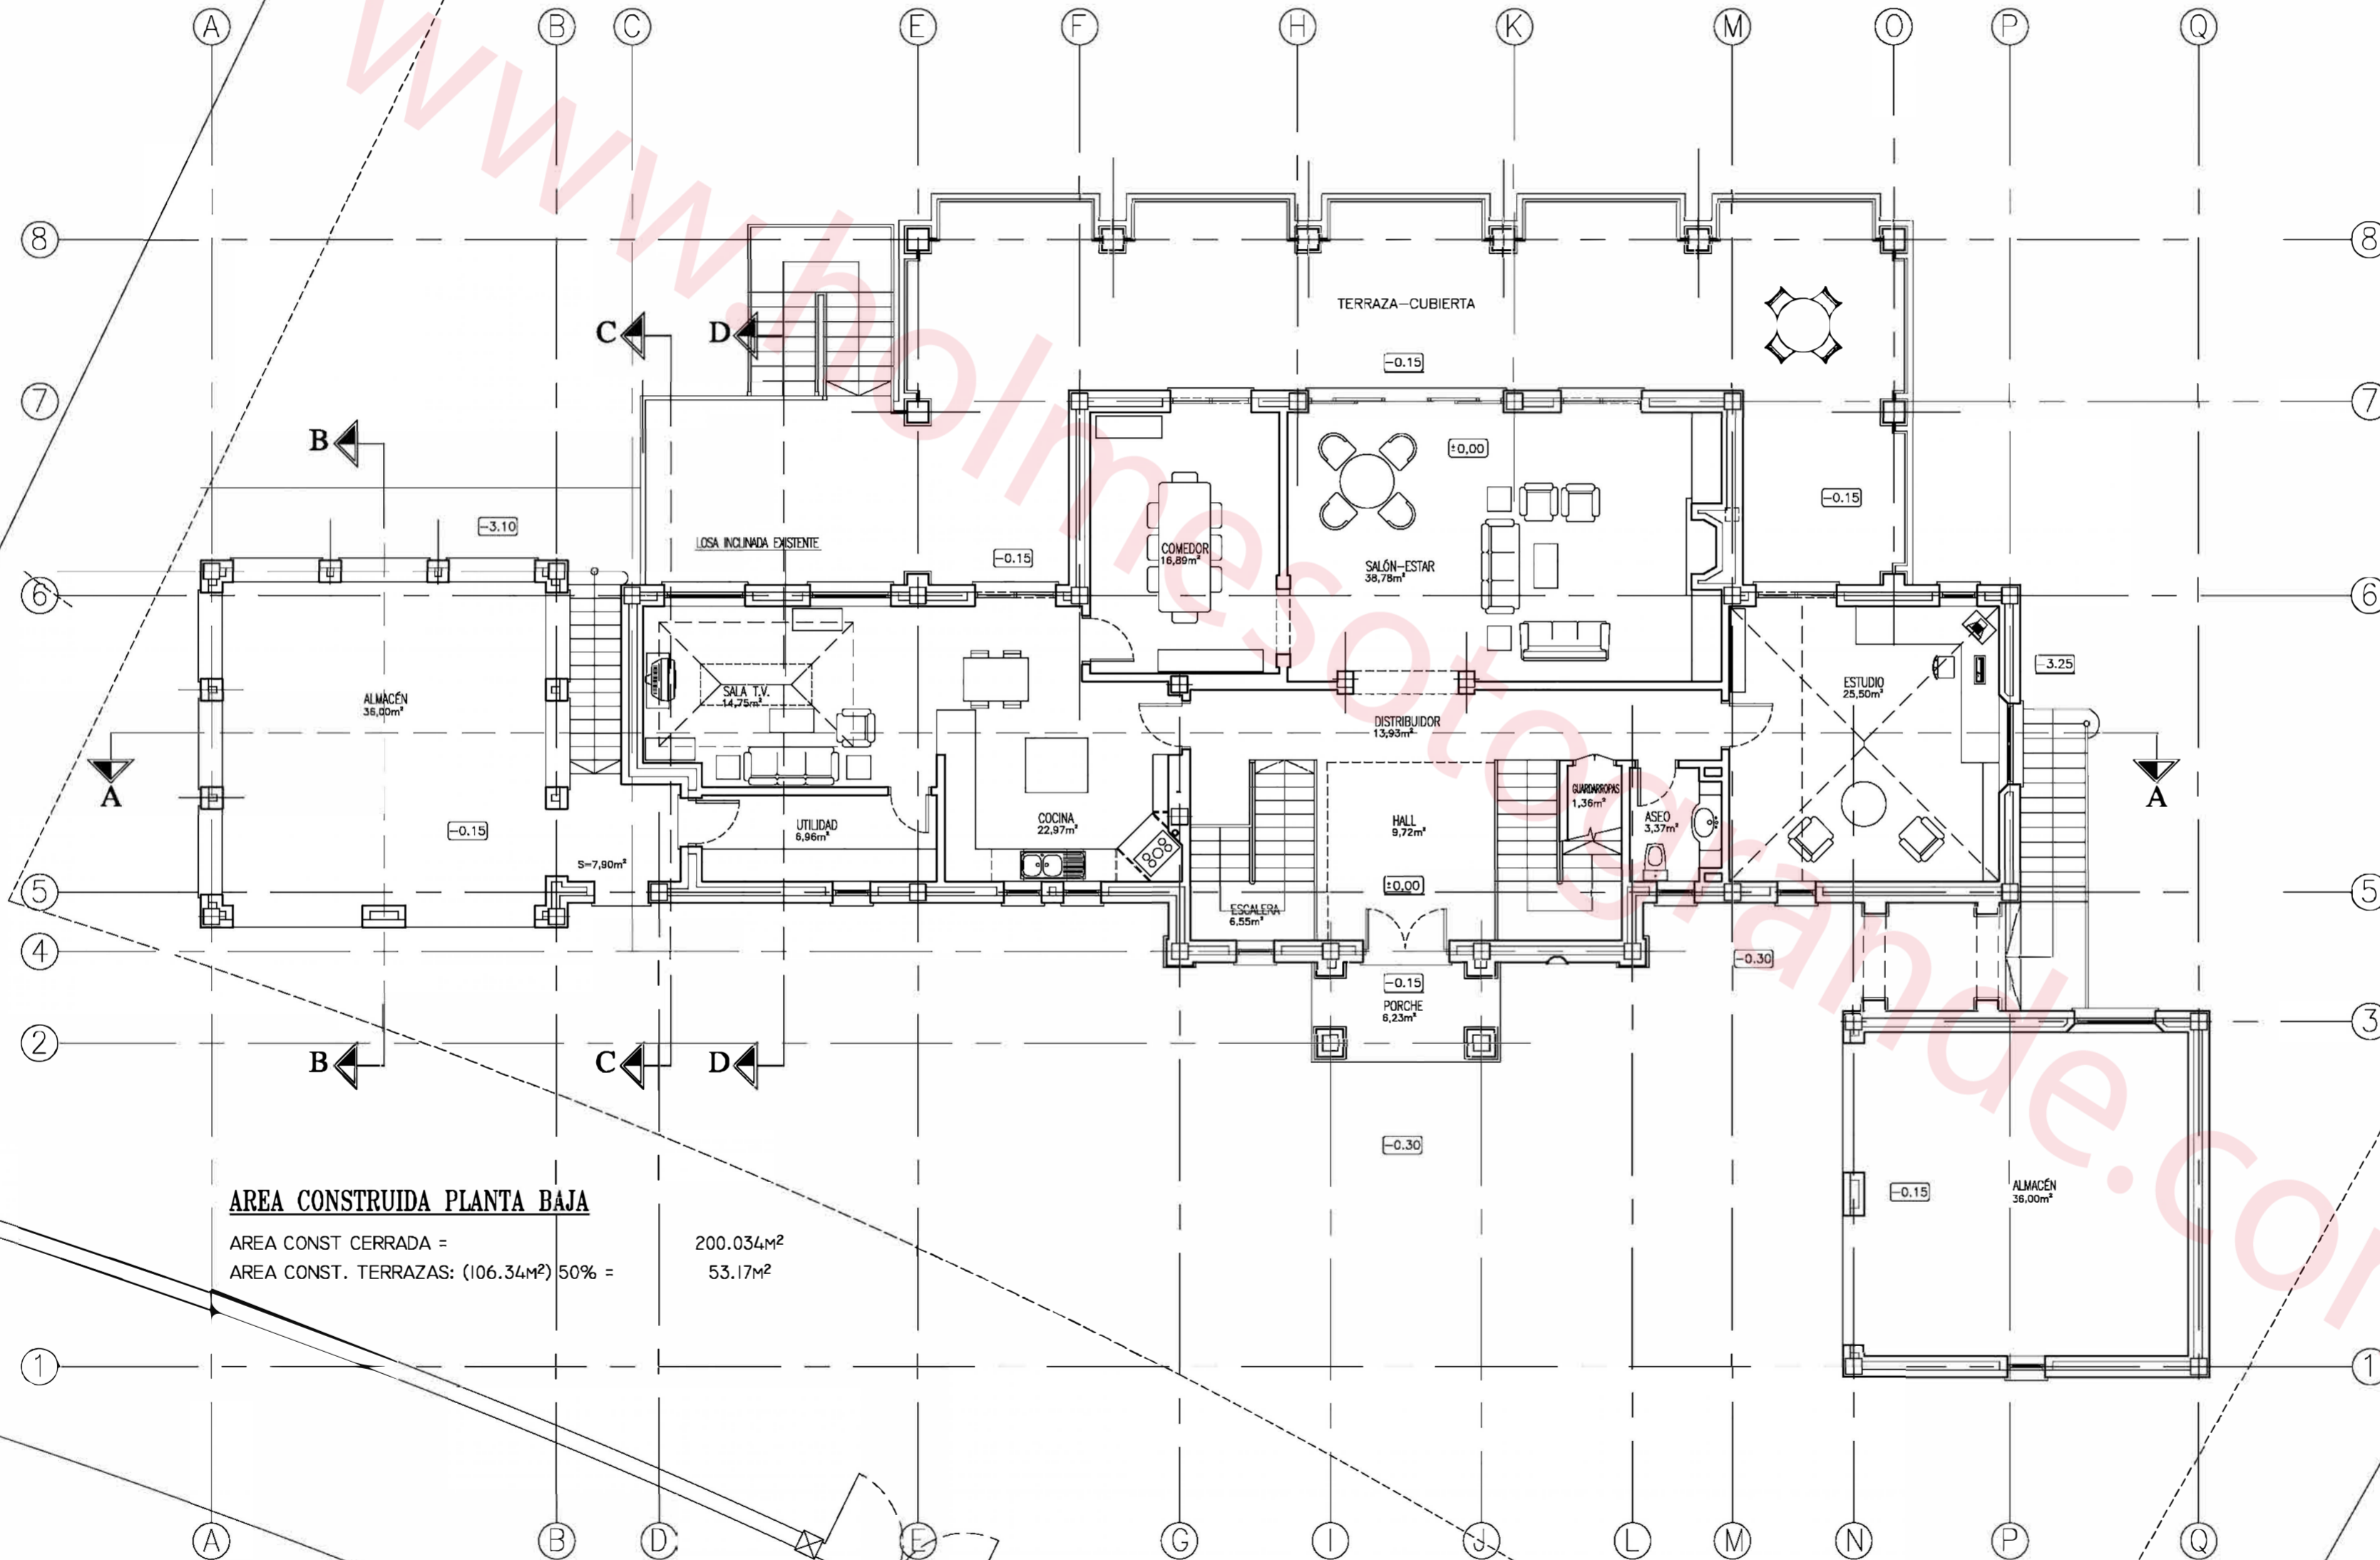 A B C E F H K M O P Q
www.holmesotogrande.com
8 8
TERRAZA-CUBIERTA
C D
-0.15
7 7
B
±0,00
-0.15
-3.10
LOSA INCLINADA EXISTENTE
-0.15
COMEDOR
16,89m²
SALÓN-ESTAR
38,78m²
6 6
-3.25
ALMACÉN
36,00m²
SALA T.V.
14,75m²
ESTUDIO
25,50m²
DISTRIBUIDOR
13,93m²
A A
GUARDARROPAS
1,36m²
-0.15
UTILIDAD
6,96m²
COCINA
22,97m²
HALL
9,72m²
ASEO
3,37m²
S=7,90m²
±0,00
5 5
ESCALERA
6,55m²
4
-0.30
-0.15
PORCHE
6,23m²
3
2
B C D
-0.30
-0.15
ALMACÉN
36,00m²
AREA CONSTRUIDA PLANTA BAJA
AREA CONST CERRADA = 200.034M²
AREA CONST. TERRAZAS: (106.34M²) 50% = 53.17M²
1 1
A B D E G I J L M N P Q